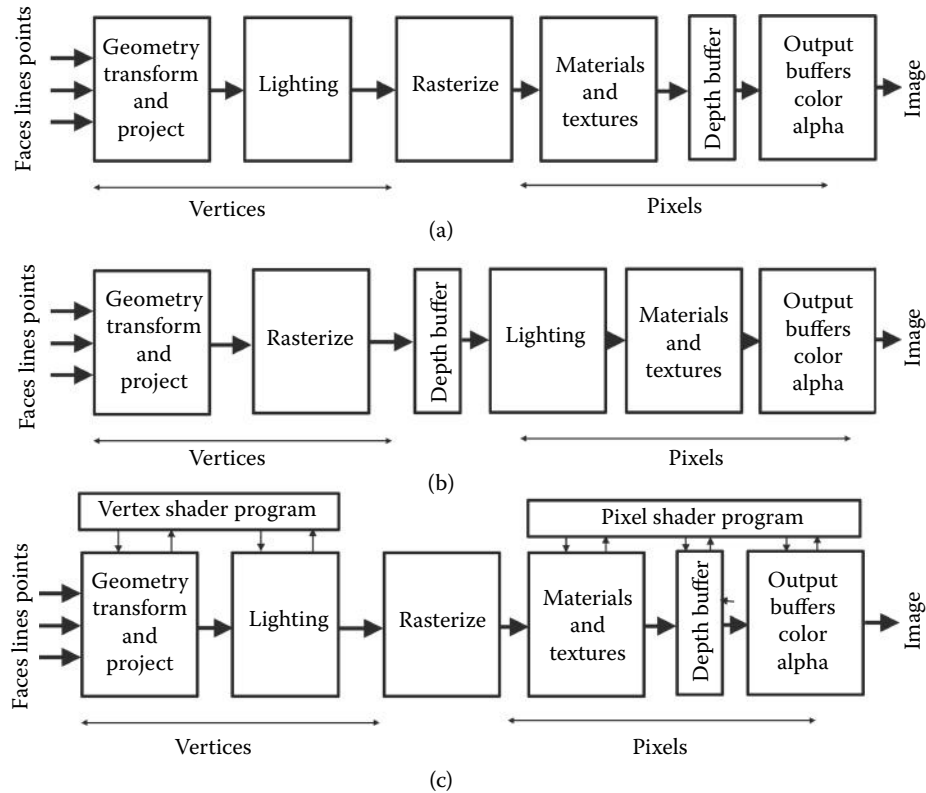 Faces lines points
Geometry
transform
and
project
Lighting
Rasterize
Materials
and
textures
Depth buffer
Output
buffers
color
alpha
Image
Vertices
Pixels
(a)
Faces lines points
Geometry
transform
and
project
Rasterize
Depth buffer
Lighting
Materials
and
textures
Output
buffers
color
alpha
Image
Vertices
Pixels
(b)
Vertex shader program
Pixel shader program
Faces lines points
Geometry
transform
and
project
Lighting
Rasterize
Materials
and
textures
Depth buffer
Output
buffers
color
alpha
Image
Vertices
Pixels
(c)